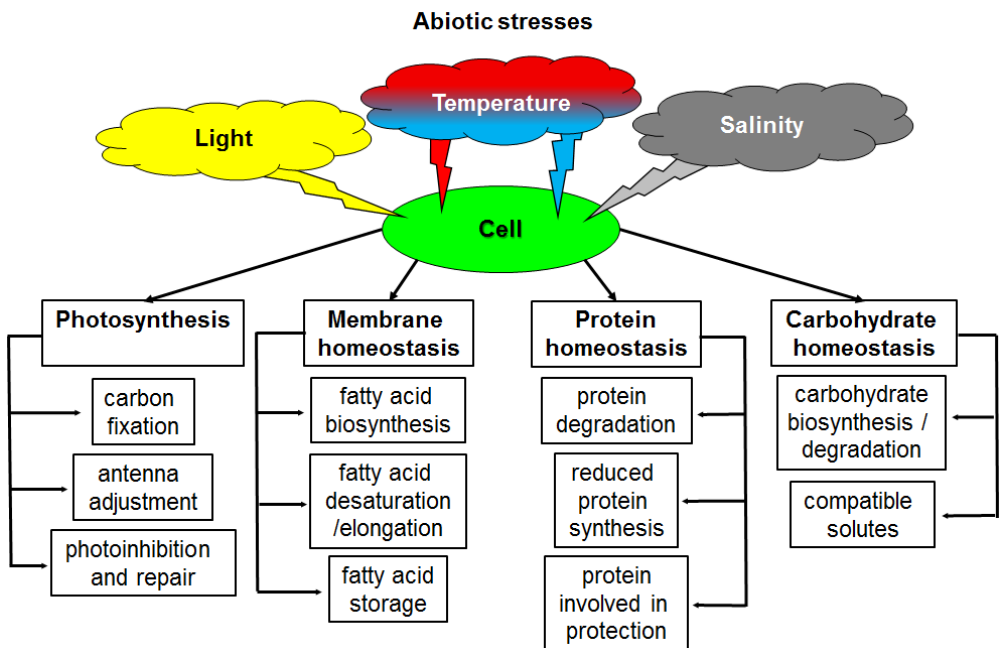 Abiotic stresses
Light
Temperature
Salinity
Cell
Photosynthesis
carbon
fixation
antenna
adjustment
photoinhibition
and repair
Membrane
homeostasis
fatty acid
biosynthesis
fatty acid
desaturation
/elongation
fatty acid
storage
Protein
homeostasis
protein
degradation
reduced
protein
synthesis
protein
involved in
protection
Carbohydrate
homeostasis
carbohydrate
biosynthesis /
degradation
compatible
solutes